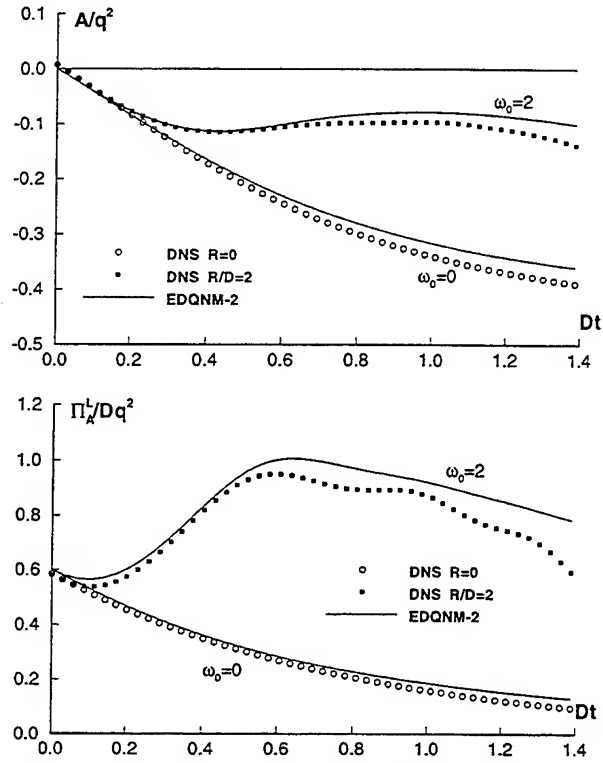 A/q²
0.0
-0.1
-0.2
-0.3
-0.4
-0.5
ω₀=2
ω₀=0
○ DNS R=0
▪ DNS R/D=2
— EDQNM-2
Dt
0.0 0.2 0.4 0.6 0.8 1.0 1.2 1.4
Π_A^L/Dq²
1.2
1.0
0.8
0.6
0.4
0.2
0.0
ω₀=2
○ DNS R=0
▪ DNS R/D=2
— EDQNM-2
ω₀=0
Dt
0.0 0.2 0.4 0.6 0.8 1.0 1.2 1.4